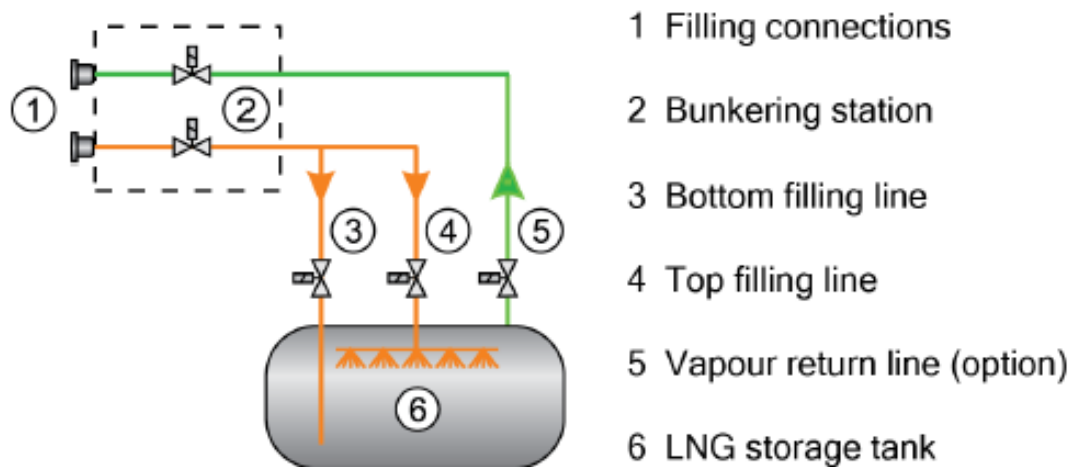 1
2
3
4
5
6
1 Filling connections
2 Bunkering station
3 Bottom filling line
4 Top filling line
5 Vapour return line (option)
6 LNG storage tank